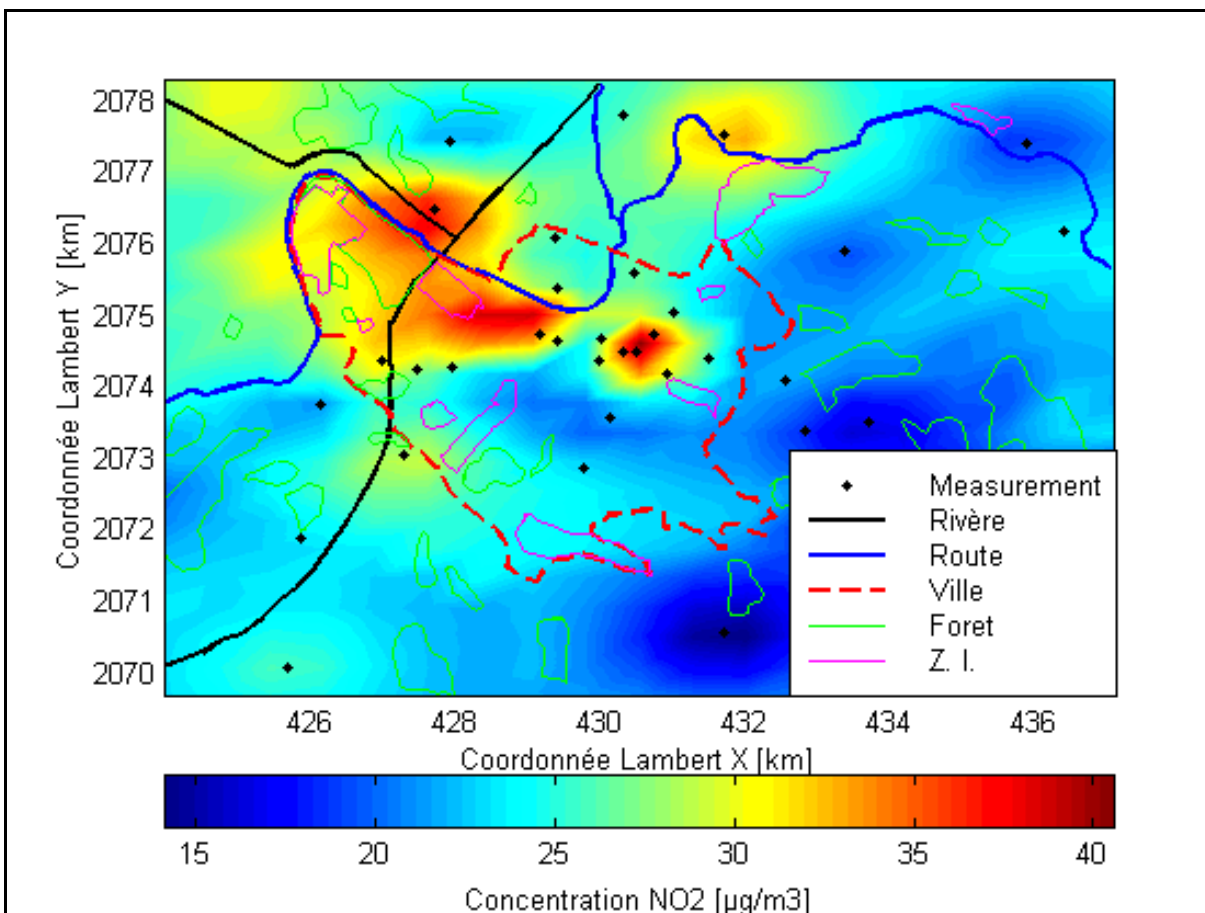 Coordonnée Lambert Y [km]
2078
2077
2076
2075
2074
2073
2072
2071
2070
Measurement
Rivère
Route
Ville
Foret
Z. I.
426 428 430 432 434 436
Coordonnée Lambert X [km]
15 20 25 30 35 40
Concentration NO2 [µg/m3]